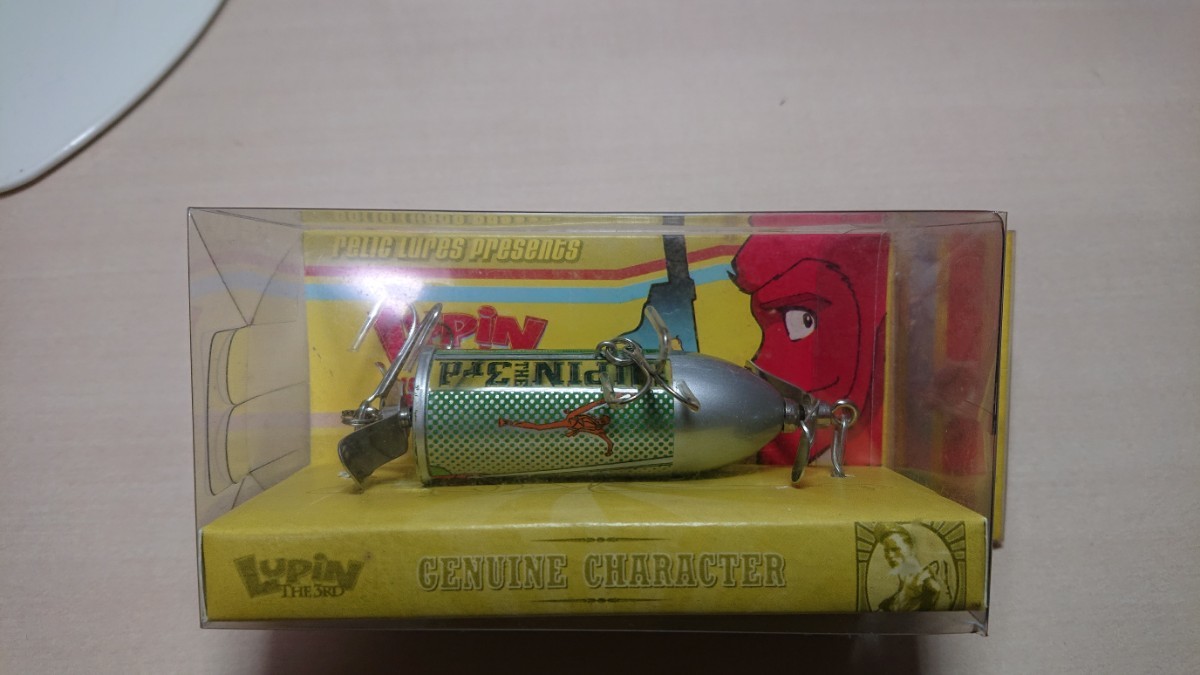 reLiC Lures presents
LUPIN
LUPIN THE 3rd
LUPIN
THE 3RD
GENUINE CHARACTER